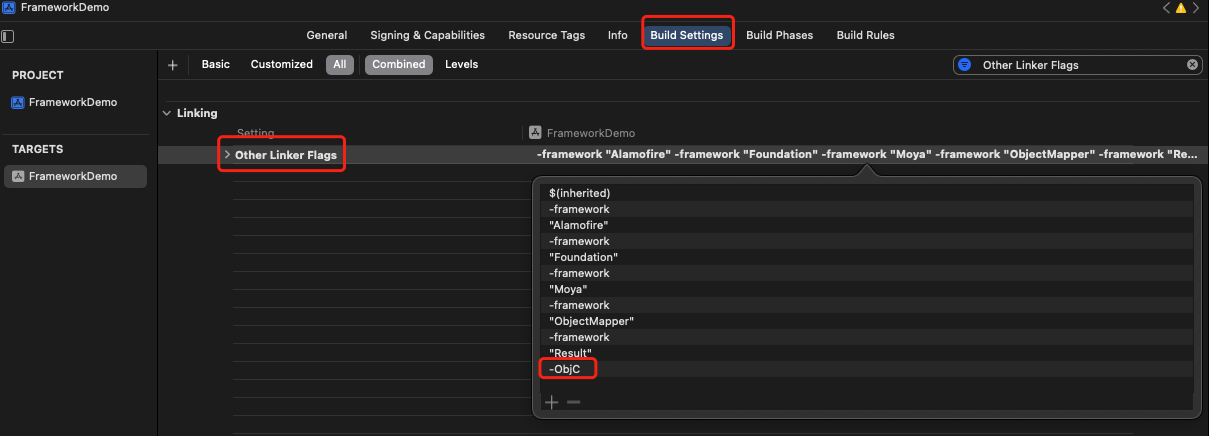 FrameworkDemo
General Signing & Capabilities Resource Tags Info Build Settings Build Phases Build Rules
PROJECT
FrameworkDemo
TARGETS
FrameworkDemo
+ Basic Customized All Combined Levels Other Linker Flags
Linking
Setting FrameworkDemo
Other Linker Flags -framework "Alamofire" -framework "Foundation" -framework "Moya" -framework "ObjectMapper" -framework "Re...
$(inherited)
-framework
"Alamofire"
-framework
"Foundation"
-framework
"Moya"
-framework
"ObjectMapper"
-framework
"Result"
-ObjC